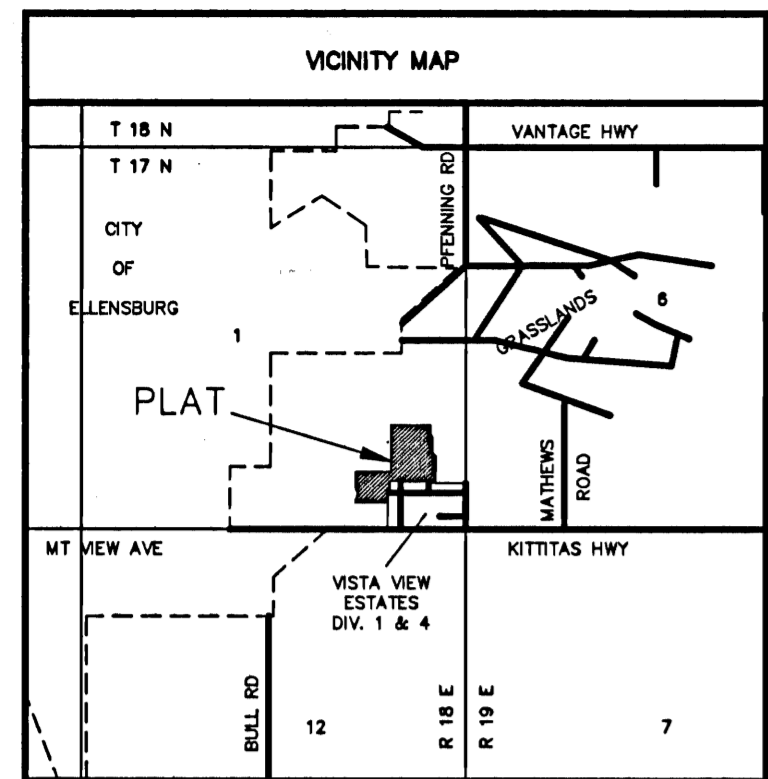 VICINITY MAP
T 18 N
VANTAGE HWY
T 17 N
PFENNING RD
CITY
OF
ELLENSBURG
GRASSLANDS
6
1
PLAT
MATHEWS
ROAD
MT VIEW AVE
KITTITAS HWY
VISTA VIEW
ESTATES
DIV. 1 & 4
BULL RD
12
R 18 E
R 19 E
7